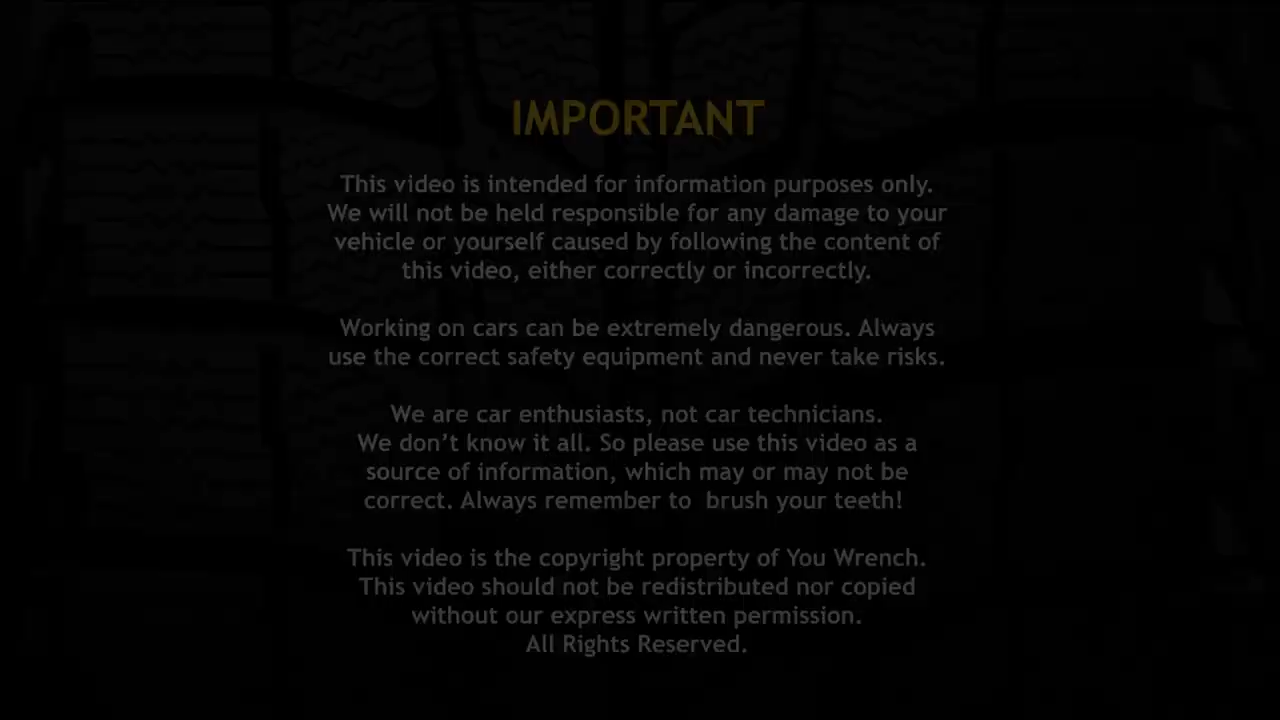 IMPORTANT
This video is intended for information purposes only.
We will not be held responsible for any damage to your
vehicle or yourself caused by following the content of
this video, either correctly or incorrectly.
Working on cars can be extremely dangerous. Always
use the correct safety equipment and never take risks.
We are car enthusiasts, not car technicians.
We don't know it all. So please use this video as a
source of information, which may or may not be
correct. Always remember to  brush your teeth!
This video is the copyright property of You Wrench.
This video should not be redistributed nor copied
without our express written permission.
All Rights Reserved.